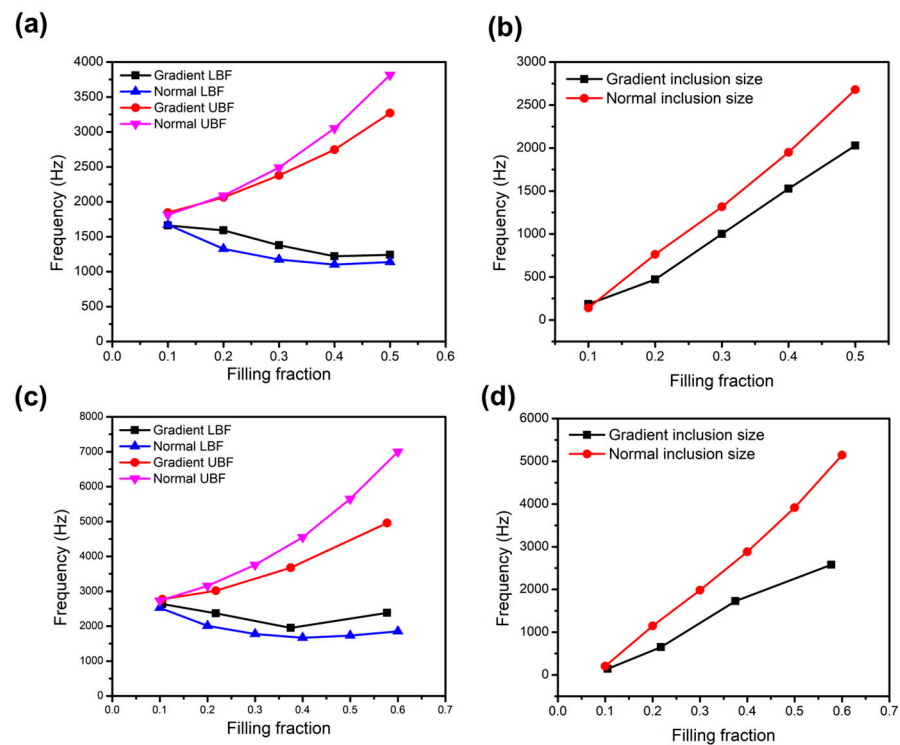 (a)
4000
3500
3000
2500
2000
1500
1000
500
0
0.0 0.1 0.2 0.3 0.4 0.5 0.6
Frequency (Hz)
Filling fraction
Gradient LBF
Normal LBF
Gradient UBF
Normal UBF
(b)
3000
2500
2000
1500
1000
500
0
0.1 0.2 0.3 0.4 0.5
Frequency (Hz)
Filling fraction
Gradient inclusion size
Normal inclusion size
(c)
8000
7000
6000
5000
4000
3000
2000
1000
0
0.0 0.1 0.2 0.3 0.4 0.5 0.6 0.7
Frequency (Hz)
Filling fraction
Gradient LBF
Normal LBF
Gradient UBF
Normal UBF
(d)
6000
5000
4000
3000
2000
1000
0
0.0 0.1 0.2 0.3 0.4 0.5 0.6 0.7
Frequency (Hz)
Filling fraction
Gradient inclusion size
Normal inclusion size